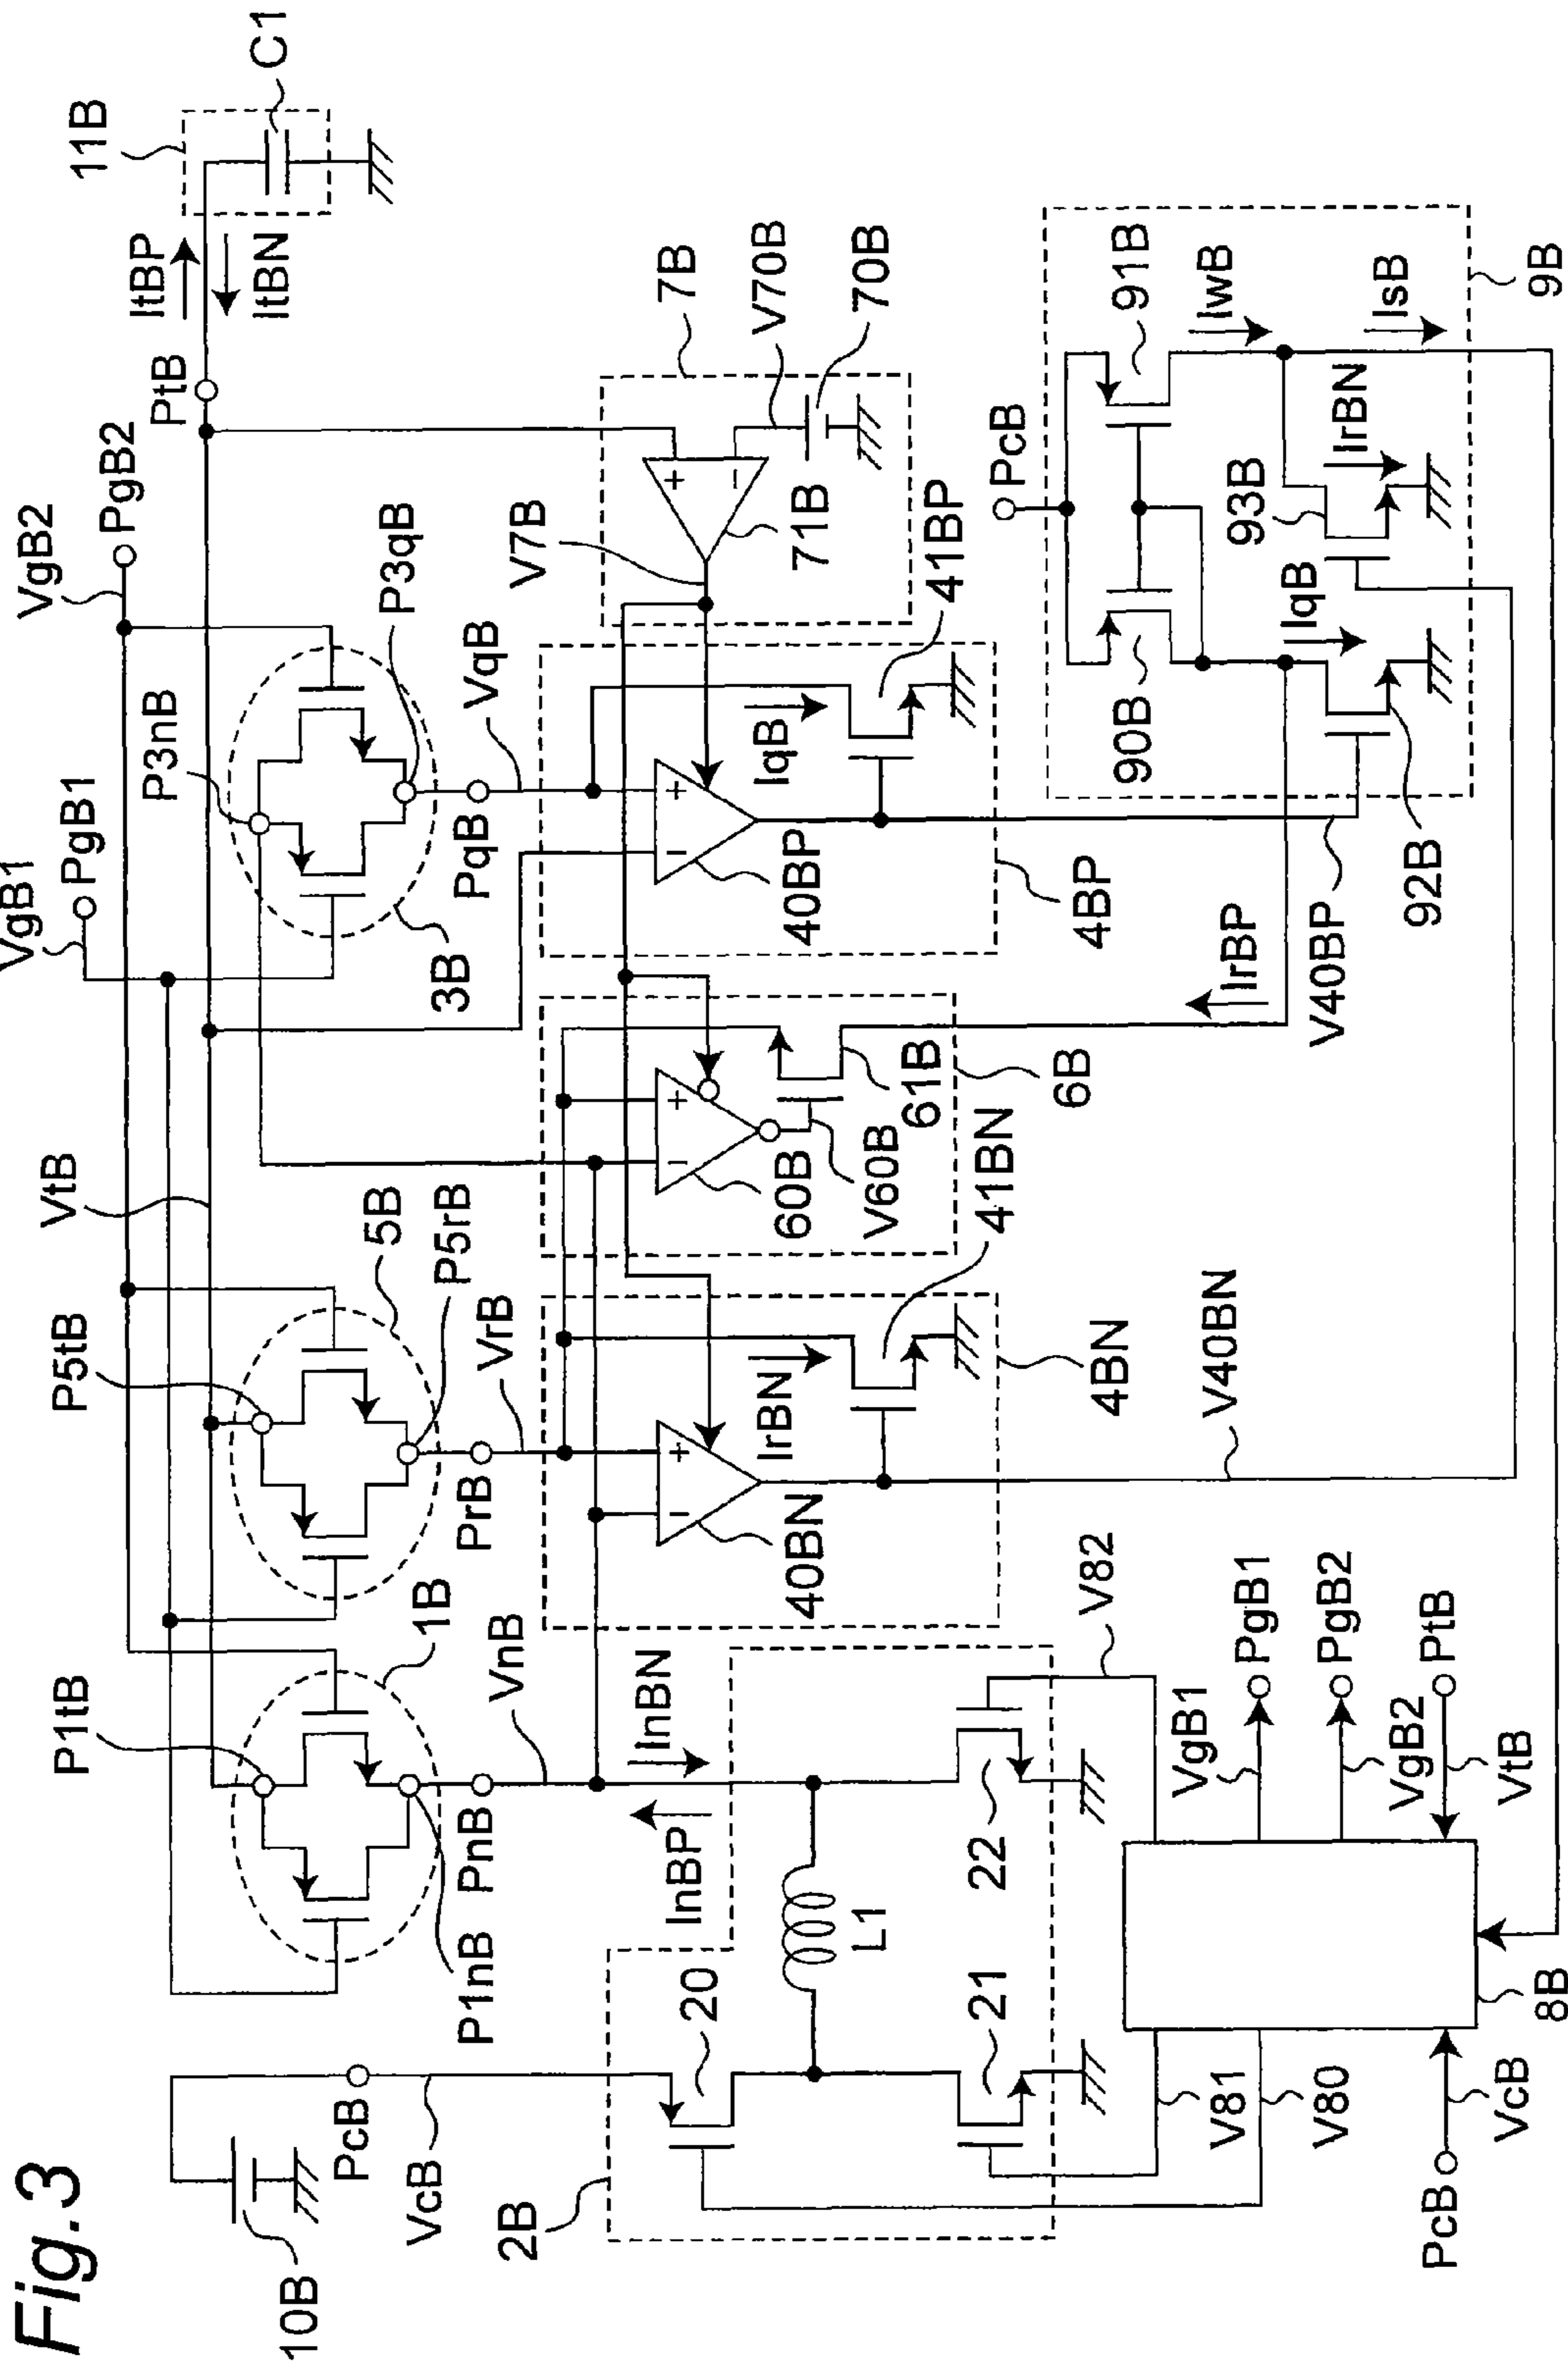 Fig.3
10B
PcB
VcB
2B
20
21
22
L1
V81
V80
V82
PcB
VcB
8B
VgB1
PgB1
VgB2
PgB2
VtB
PtB
P1tB
1B
P1nB
PnB
VnB
InBP
InBN
VtB
P5tB
5B
P5rB
PrB
VrB
IrBN
40BN
41BN
4BN
V40BN
60B
V60B
61B
6B
IrBP
VgB1
PgB1
VgB2
PgB2
P3nB
P3qB
3B
PqB
VqB
IqB
40BP
41BP
4BP
V40BP
V7B
71B
7B
V70B
70B
PtB
ItBP
ItBN
11B
C1
PcB
90B
91B
92B
93B
IwB
IqB
IrBN
IsB
9B
+
−
+
−
+
−
+
−